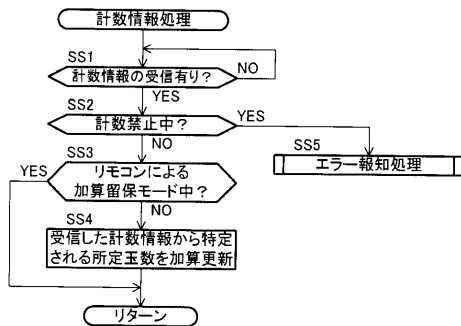 計数情報処理
SS1
計数情報の受信有り?
NO
YES
SS2
計数禁止中?
YES
NO
SS5
エラー報知処理
SS3
YES
リモコンによる
加算留保モード中?
NO
SS4
受信した計数情報から特定
される所定玉数を加算更新
リターン